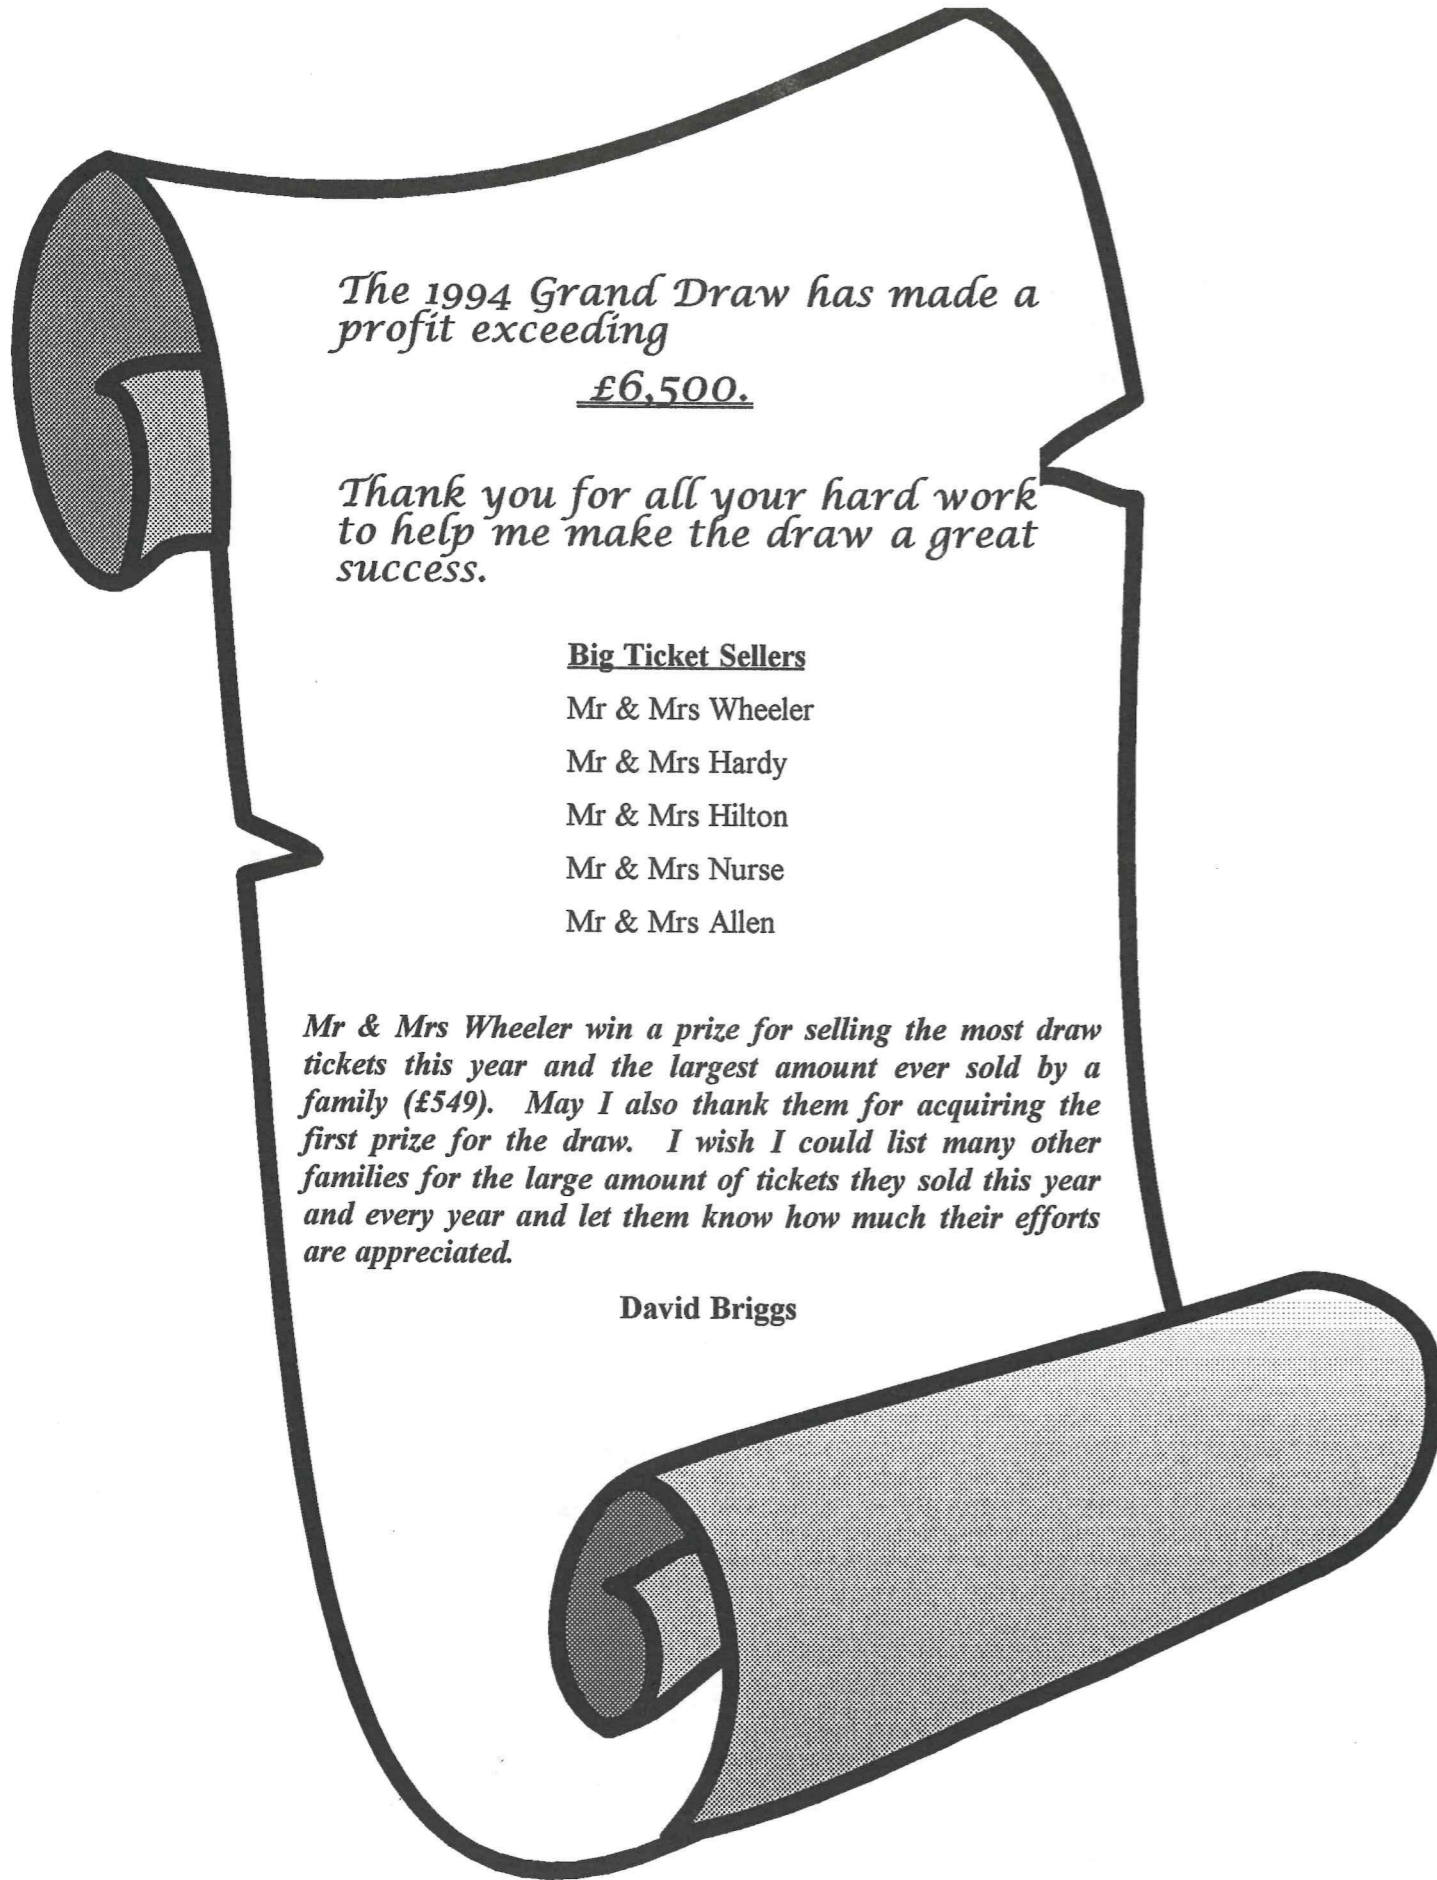 The 1994 Grand Draw has made a
profit exceeding
£6,500.
Thank you for all your hard work
to help me make the draw a great
success.
Big Ticket Sellers
Mr & Mrs Wheeler
Mr & Mrs Hardy
Mr & Mrs Hilton
Mr & Mrs Nurse
Mr & Mrs Allen
Mr & Mrs Wheeler win a prize for selling the most draw
tickets this year and the largest amount ever sold by a
family (£549). May I also thank them for acquiring the
first prize for the draw. I wish I could list many other
families for the large amount of tickets they sold this year
and every year and let them know how much their efforts
are appreciated.
David Briggs